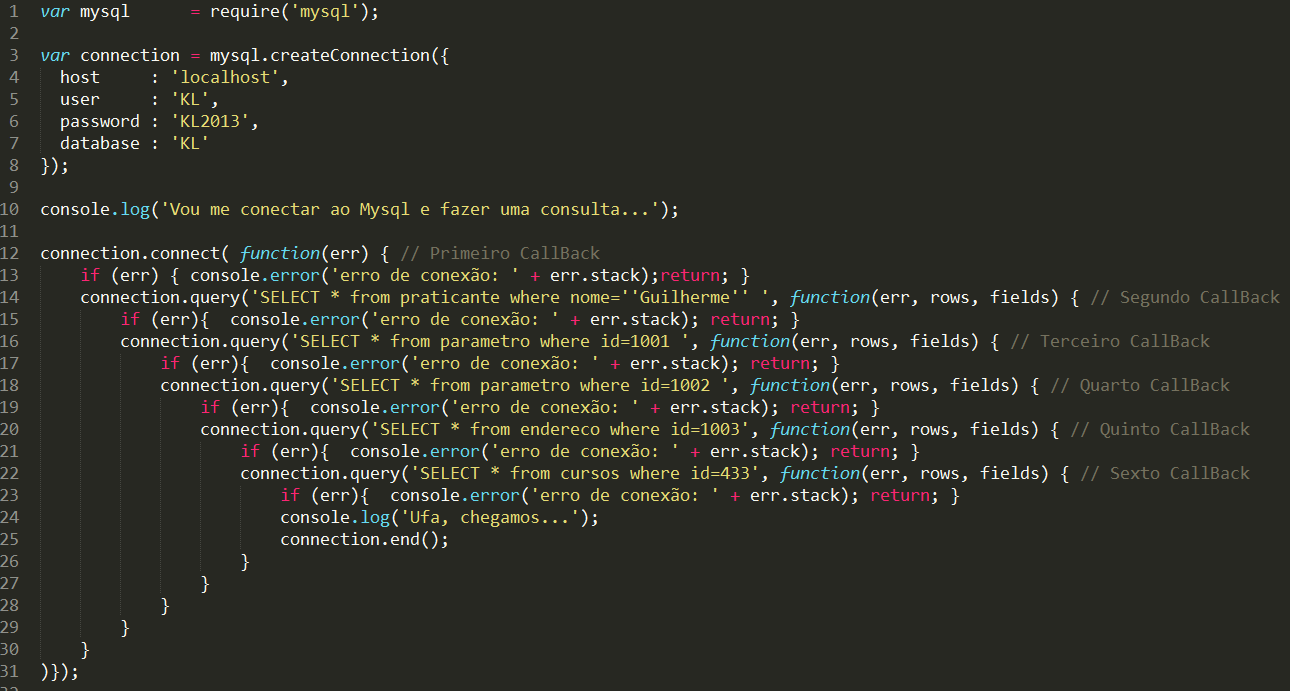 1 var mysql      = require('mysql');
2
3 var connection = mysql.createConnection({
4   host     : 'localhost',
5   user     : 'KL',
6   password : 'KL2013',
7   database : 'KL'
8 });
9
10 console.log('Vou me conectar ao Mysql e fazer uma consulta...');
11
12 connection.connect( function(err) { // Primeiro CallBack
13     if (err) { console.error('erro de conexão: ' + err.stack);return; }
14     connection.query('SELECT * from praticante where nome=''Guilherme'' ', function(err, rows, fields) { // Segundo CallBack
15         if (err){  console.error('erro de conexão: ' + err.stack); return; }
16         connection.query('SELECT * from parametro where id=1001 ', function(err, rows, fields) { // Terceiro CallBack
17             if (err){  console.error('erro de conexão: ' + err.stack); return; }
18             connection.query('SELECT * from parametro where id=1002 ', function(err, rows, fields) { // Quarto CallBack
19                 if (err){  console.error('erro de conexão: ' + err.stack); return; }
20                 connection.query('SELECT * from endereco where id=1003', function(err, rows, fields) { // Quinto CallBack
21                     if (err){  console.error('erro de conexão: ' + err.stack); return; }
22                     connection.query('SELECT * from cursos where id=433', function(err, rows, fields) { // Sexto CallBack
23                         if (err){  console.error('erro de conexão: ' + err.stack); return; }
24                         console.log('Ufa, chegamos...');
25                         connection.end();
26                     }
27                 }
28             }
29         }
30     }
31 )});